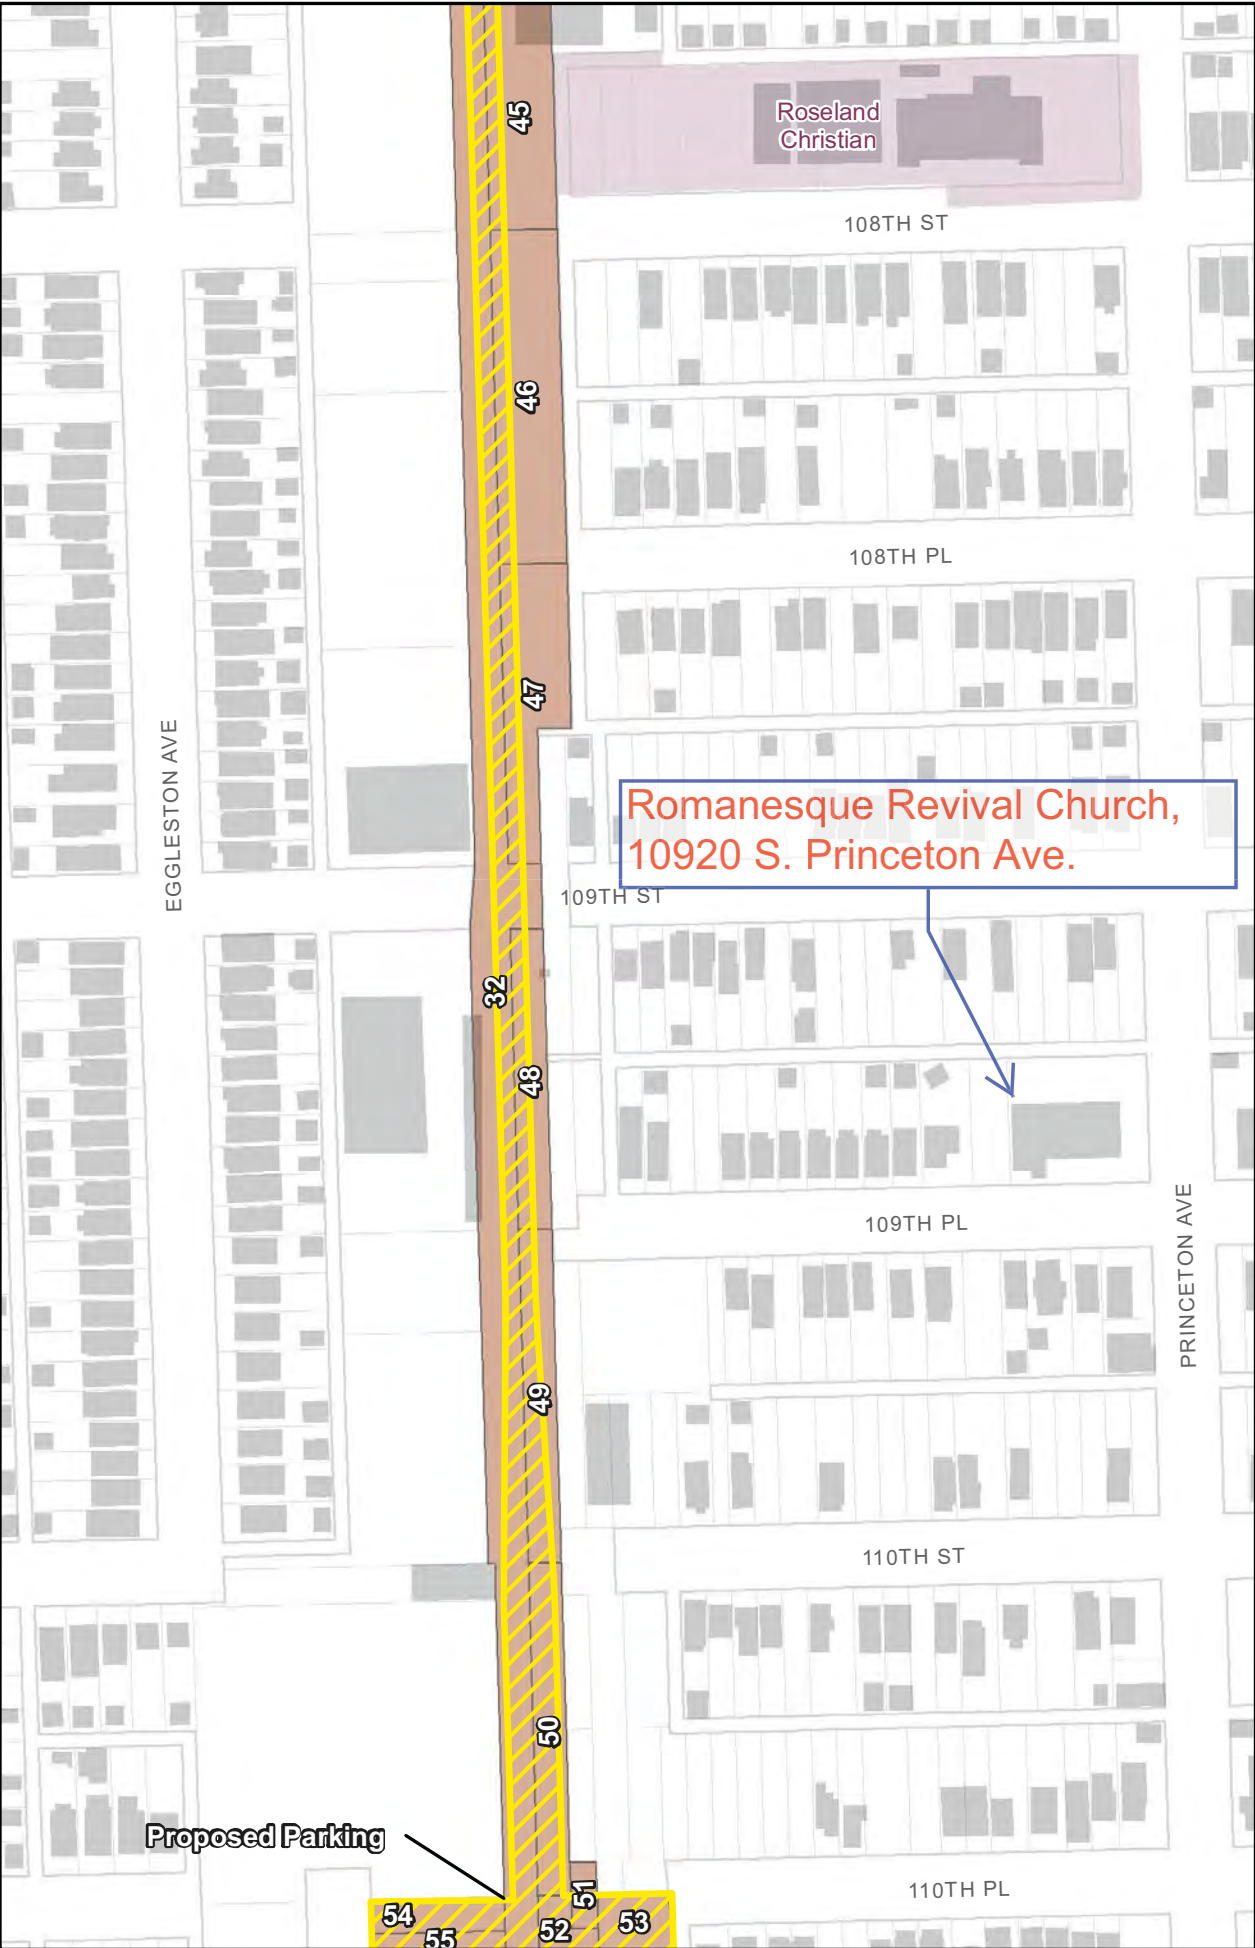 45
Roseland
Christian
108TH ST
46
108TH PL
47
EGGLESTON AVE
Romanesque Revival Church,
10920 S. Princeton Ave.
109TH ST
32
48
109TH PL
PRINCETON AVE
49
110TH ST
50
Proposed Parking
110TH PL
51
54
53
52
55